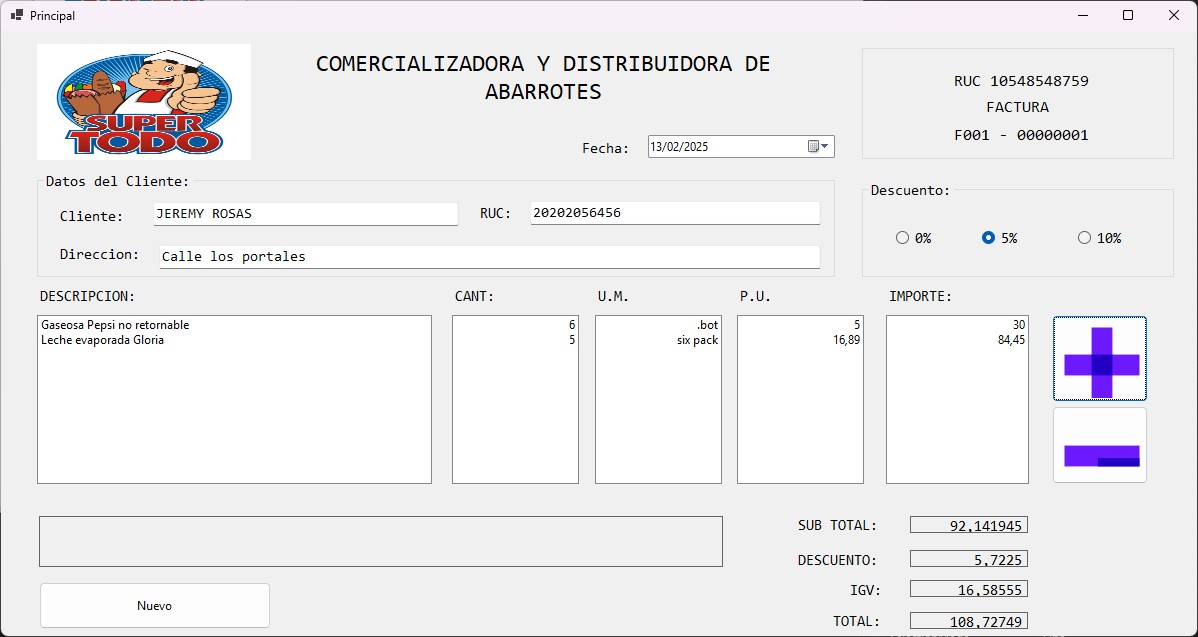 Principal
SUPER
TODO
COMERCIALIZADORA Y DISTRIBUIDORA DE
ABARROTES
RUC 10548548759
FACTURA
F001 - 00000001
Fecha: 13/02/2025
Datos del Cliente:
Cliente: JEREMY ROSAS RUC: 20202056456
Direccion: Calle los portales
Descuento:
0% 5% 10%
DESCRIPCION: CANT: U.M. P.U. IMPORTE:
Gaseosa Pepsi no retornable 6 .bot 5 30
Leche evaporada Gloria 5 six pack 16,89 84,45
SUB TOTAL: 92,141945
DESCUENTO: 5,7225
IGV: 16,58555
TOTAL: 108,72749
Nuevo